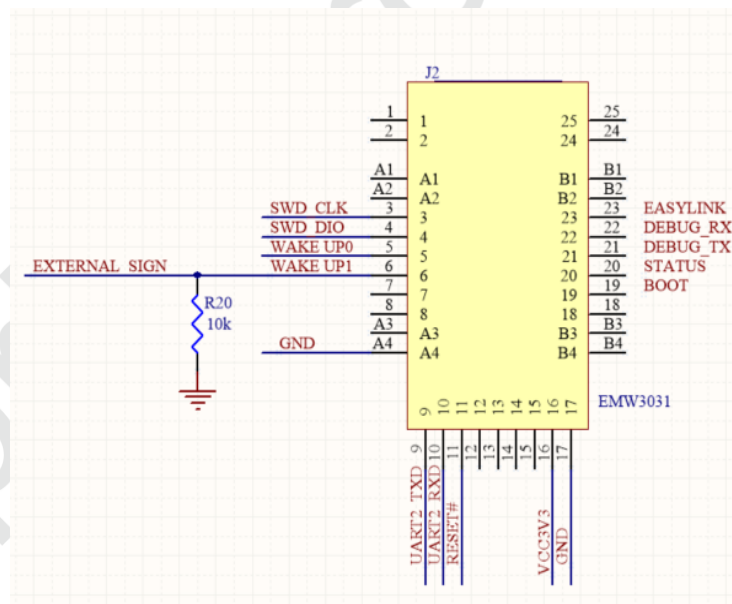 J2
1 1 25 25
2 2 24 24
A1 A1 B1 B1
A2 A2 B2 B2
SWD_CLK 3 3 23 23 EASYLINK
SWD_DIO 4 4 22 22 DEBUG_RX
WAKE UP0 5 5 21 21 DEBUG_TX
EXTERNAL_SIGN WAKE UP1 6 6 20 20 STATUS
7 7 19 19 BOOT
8 8 18 18
A3 A3 B3 B3
GND A4 A4 B4 B4
R20
10k
EMW3031
9 10 11 12 13 14 15 16 17
9 10 11 12 13 14 15 16 17
UART2_TXD
UART2_RXD
RESET#
VCC3V3
GND